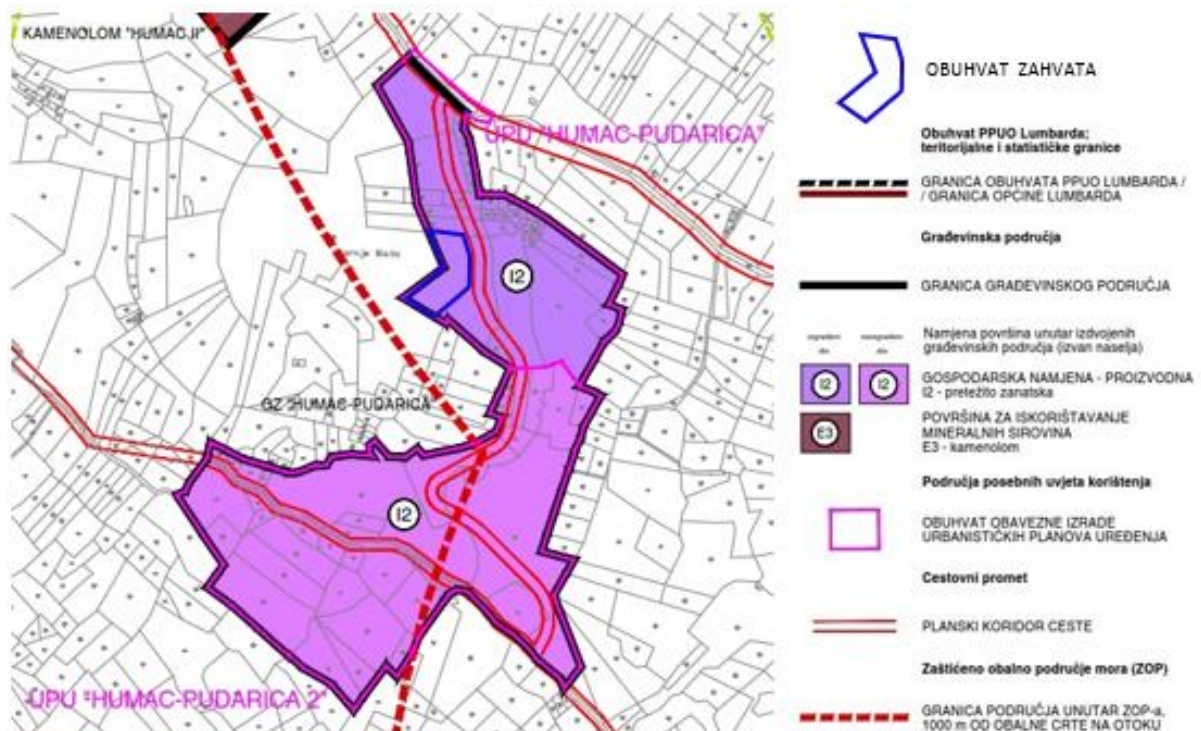 KAMENOLOM "HUMAC II"
UPU "HUMAC-PUDARICA"
I2
GZ "HUMAC-PUDARICA"
I2
UPU "HUMAC-PUDARICA 2"
OBUHVAT ZAHVATA
Obuhvat PPUO Lumbarda:
teritorijalne i statističke granice
GRANICA OBUHVATA PPUO LUMBARDA /
/ GRANICA OPĆINE LUMBARDA
Građevinska područja
GRANICA GRAĐEVINSKOG PODRUČJA
Namjena površina unutar izdvojenih
građevinskih područja (izvan naselja)
I2 I2 GOSPODARSKA NAMJENA - PROIZVODNA
I2 - pretežito zanatska
E3 POVRŠINA ZA ISKORIŠTAVANJE
MINERALNIH SIROVINA
E3 - kamenolom
Područja posebnih uvjeta korištenja
OBUHVAT OBAVEZNE IZRADE
URBANISTIČKIH PLANOVA UREĐENJA
Cestovni promet
PLANSKI KORIDOR CESTE
Zaštićeno obalno područje mora (ZOP)
GRANICA PODRUČJA UNUTAR ZOP-a,
1000 m OD OBALNE CRTE NA OTOKU